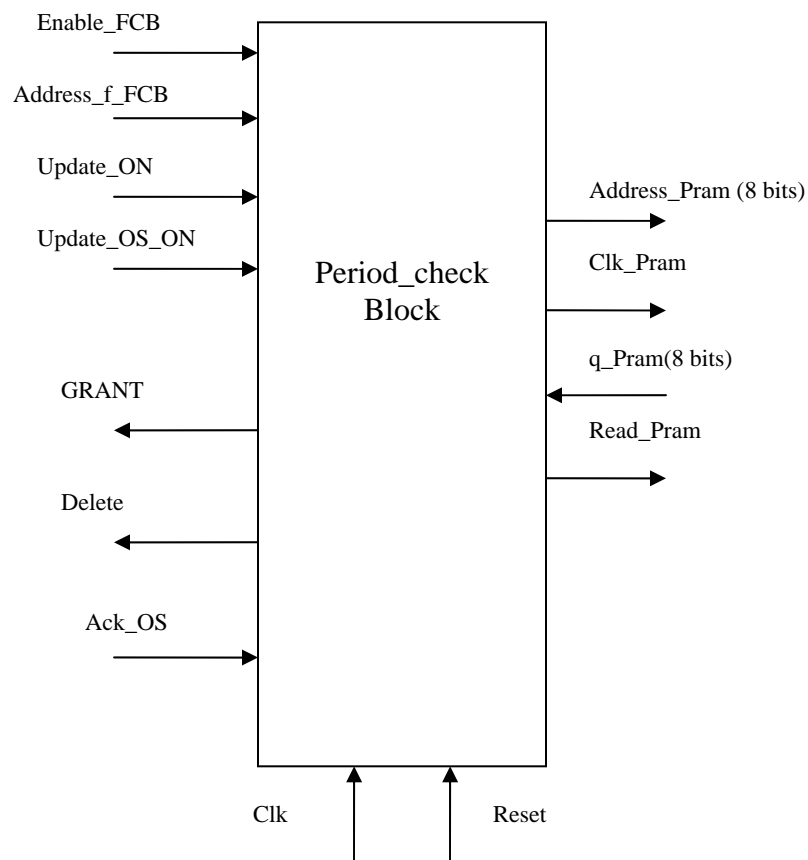 Enable_FCB
Address_f_FCB
Update_ON
Update_OS_ON
GRANT
Delete
Ack_OS
Period_check
Block
Address_Pram (8 bits)
Clk_Pram
q_Pram(8 bits)
Read_Pram
Clk
Reset